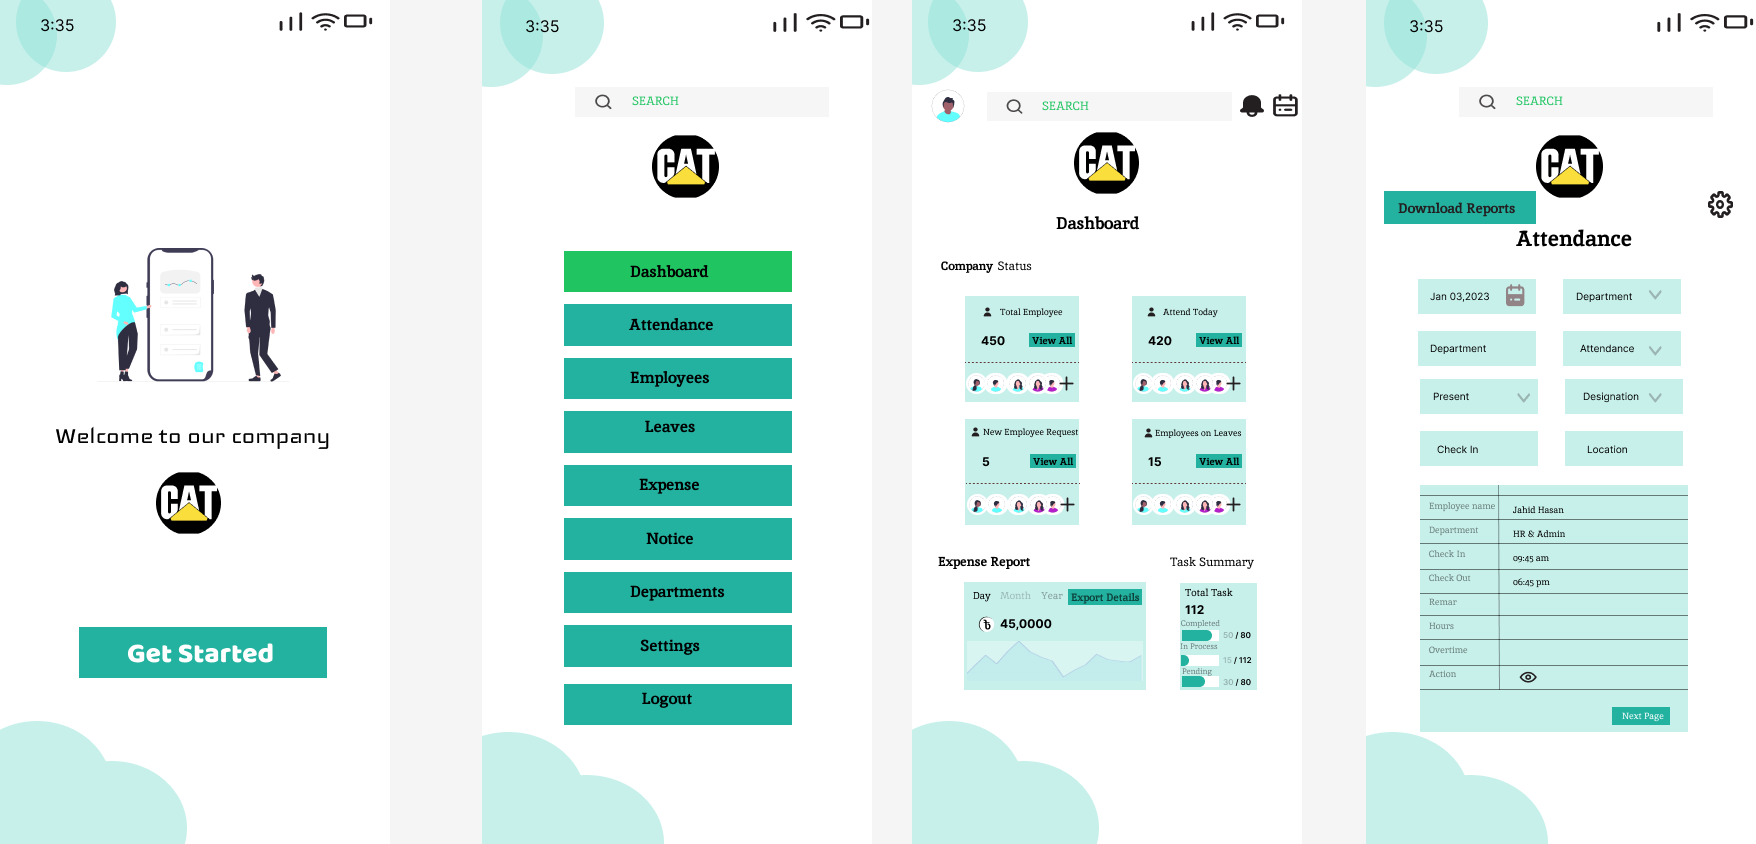 3:35
Welcome to our company
CAT
Get Started
3:35
SEARCH
CAT
Dashboard
Attendance
Employees
Leaves
Expense
Notice
Departments
Settings
Logout
3:35
SEARCH
CAT
Dashboard
Company Status
Total Employee
450 View All
Attend Today
420 View All
New Employee Request
5 View All
Employees on Leaves
15 View All
Expense Report
Day Month Year Export Details
৳ 45,0000
Task Summary
Total Task
112
Completed
50 / 80
In Process
15 / 112
Pending
30 / 80
3:35
SEARCH
CAT
Download Reports
Attendance
Jan 03,2023 Department
Department Attendance
Present Designation
Check In Location
Employee name Jahid Hasan
Department HR & Admin
Check In 09:45 am
Check Out 06:45 pm
Remar
Hours
Overtime
Action
Next Page